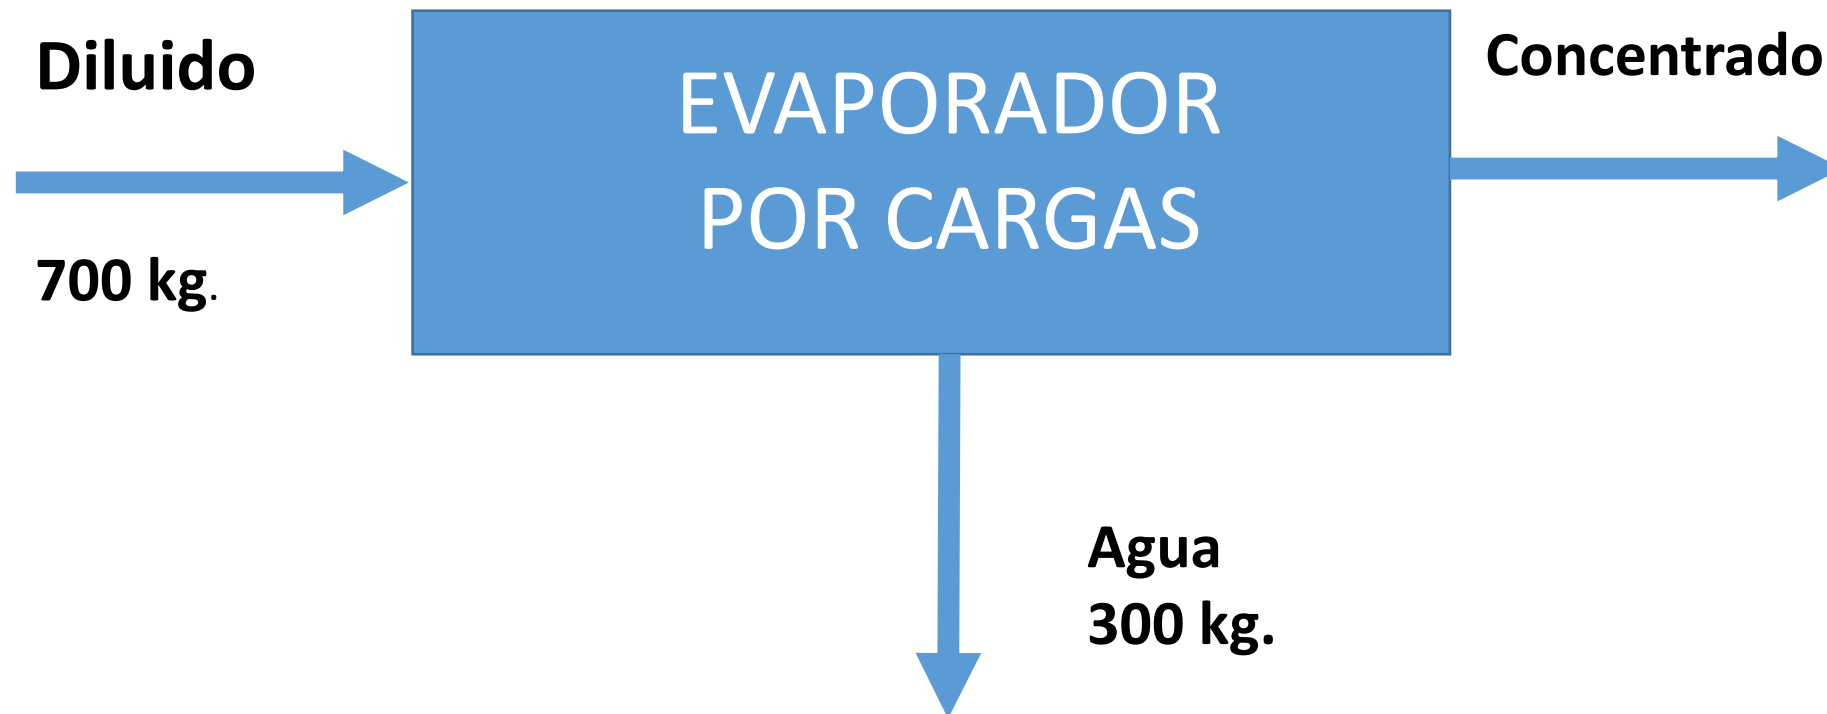 Diluido
700 kg.
EVAPORADOR
POR CARGAS
Concentrado
Agua
300 kg.